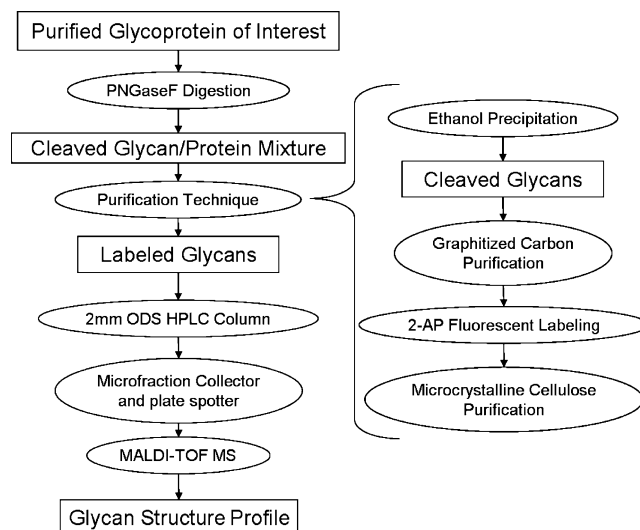 Purified Glycoprotein of Interest
PNGaseF Digestion
Cleaved Glycan/Protein Mixture
Purification Technique
Labeled Glycans
2mm ODS HPLC Column
Microfraction Collector
and plate spotter
MALDI-TOF MS
Glycan Structure Profile
Ethanol Precipitation
Cleaved Glycans
Graphitized Carbon
Purification
2-AP Fluorescent Labeling
Microcrystalline Cellulose
Purification